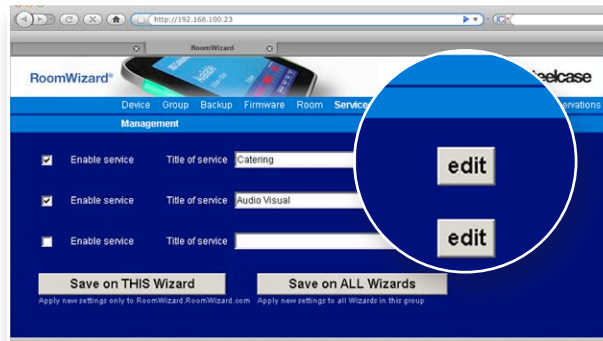 http://192.168.100.23
RoomWizard
RoomWizard®
Device Group Backup Firmware Room Service
Management
Enable service Title of service Catering
edit
Enable service Title of service Audio Visual
edit
Enable service Title of service
Save on THIS Wizard Save on ALL Wizards
Apply new settings only to RoomWizard.RoomWizard.com Apply new settings to all Wizards in this group